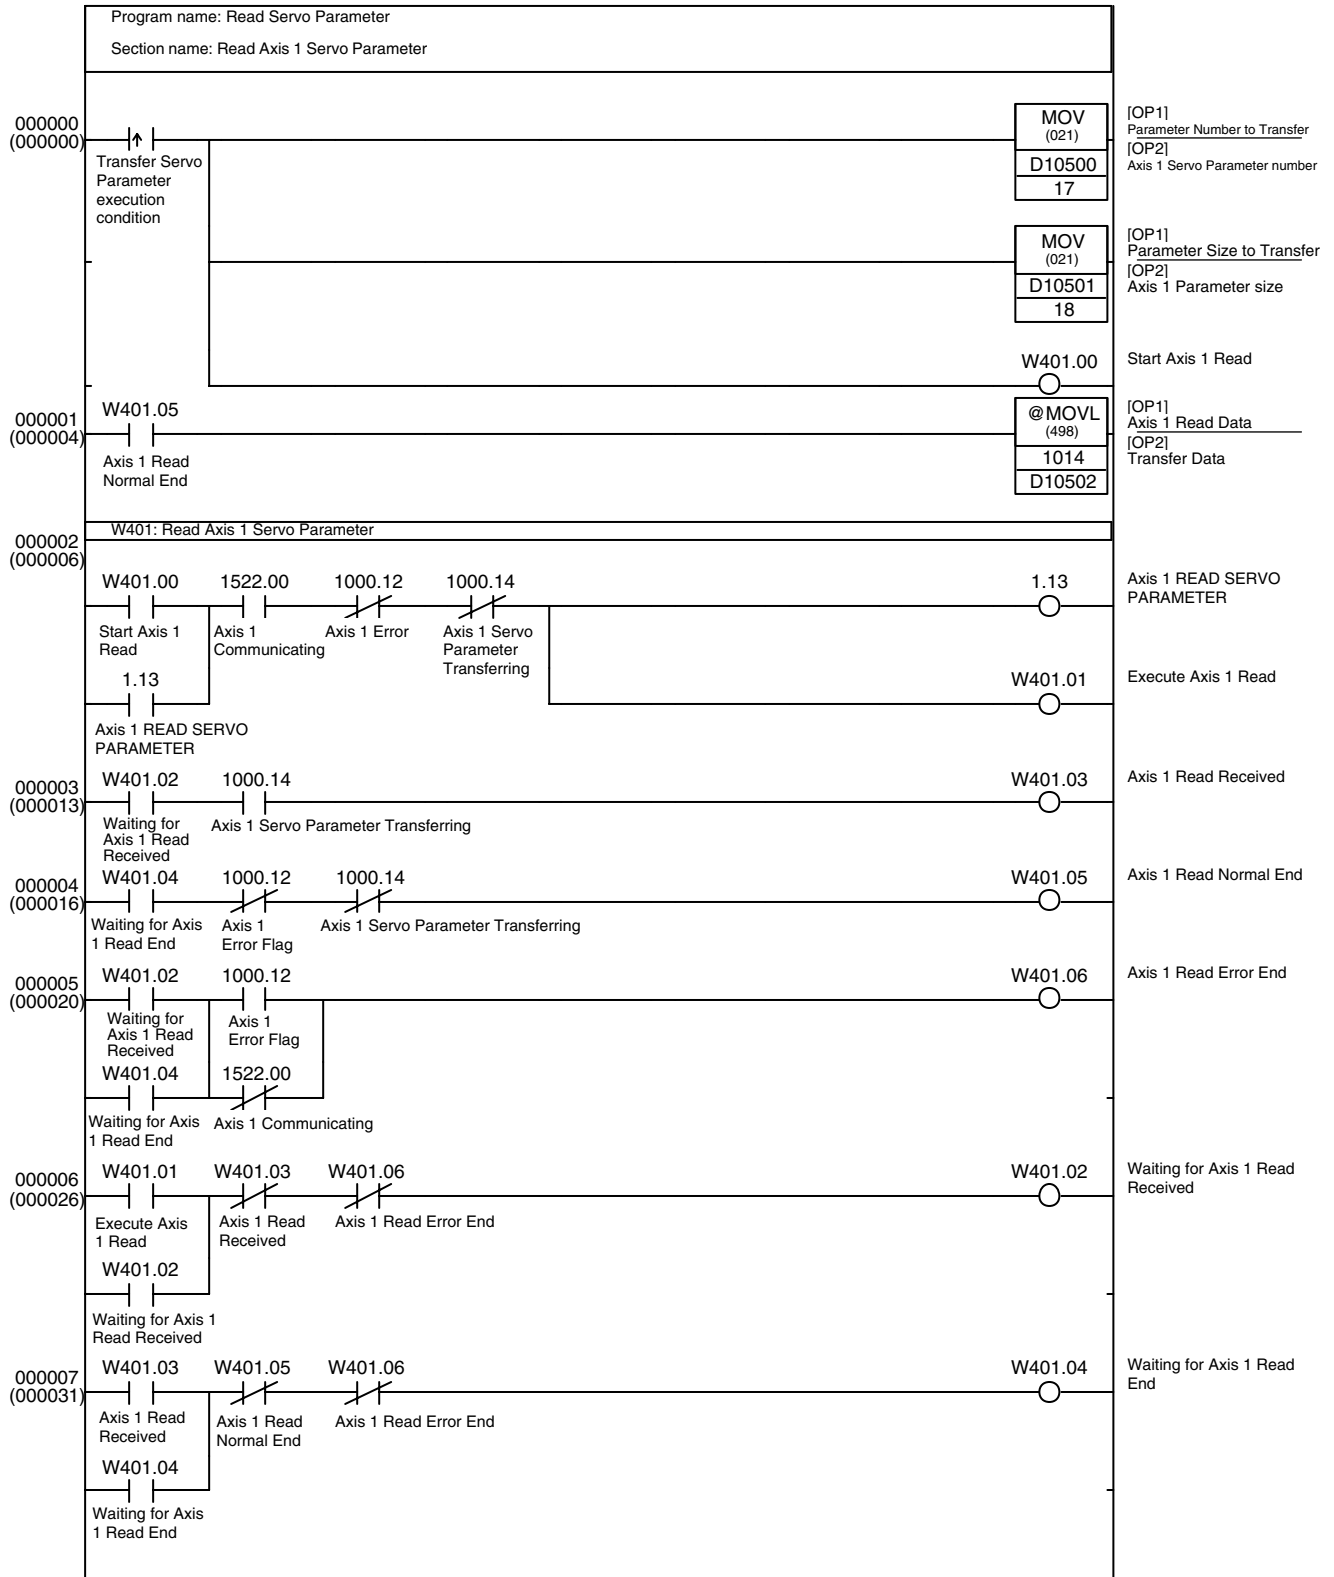 Program name: Read Servo Parameter
Section name: Read Axis 1 Servo Parameter
000000
(000000)
Transfer Servo
Parameter
execution
condition
MOV
(021)
D10500
17
[OP1]
Parameter Number to Transfer
[OP2]
Axis 1 Servo Parameter number
MOV
(021)
D10501
18
[OP1]
Parameter Size to Transfer
[OP2]
Axis 1 Parameter size
W401.00
Start Axis 1 Read
000001
(000004)
W401.05
Axis 1 Read
Normal End
@MOVL
(498)
1014
D10502
[OP1]
Axis 1 Read Data
[OP2]
Transfer Data
W401: Read Axis 1 Servo Parameter
000002
(000006)
W401.00 1522.00 1000.12 1000.14 1.13
Axis 1 READ SERVO
PARAMETER
Start Axis 1
Read
Axis 1
Communicating
Axis 1 Error
Axis 1 Servo
Parameter
Transferring
1.13
Axis 1 READ SERVO
PARAMETER
W401.01
Execute Axis 1 Read
000003
(000013)
W401.02 1000.14 W401.03
Axis 1 Read Received
Waiting for
Axis 1 Read
Received
Axis 1 Servo Parameter Transferring
000004
(000016)
W401.04 1000.12 1000.14 W401.05
Axis 1 Read Normal End
Waiting for Axis
1 Read End
Axis 1
Error Flag
Axis 1 Servo Parameter Transferring
000005
(000020)
W401.02 1000.12 W401.06
Axis 1 Read Error End
Waiting for
Axis 1 Read
Received
Axis 1
Error Flag
W401.04 1522.00
Waiting for Axis
1 Read End
Axis 1 Communicating
000006
(000026)
W401.01 W401.03 W401.06 W401.02
Waiting for Axis 1 Read
Received
Execute Axis
1 Read
Axis 1 Read
Received
Axis 1 Read Error End
W401.02
Waiting for Axis 1
Read Received
000007
(000031)
W401.03 W401.05 W401.06 W401.04
Waiting for Axis 1 Read
End
Axis 1 Read
Received
Axis 1 Read
Normal End
Axis 1 Read Error End
W401.04
Waiting for Axis
1 Read End